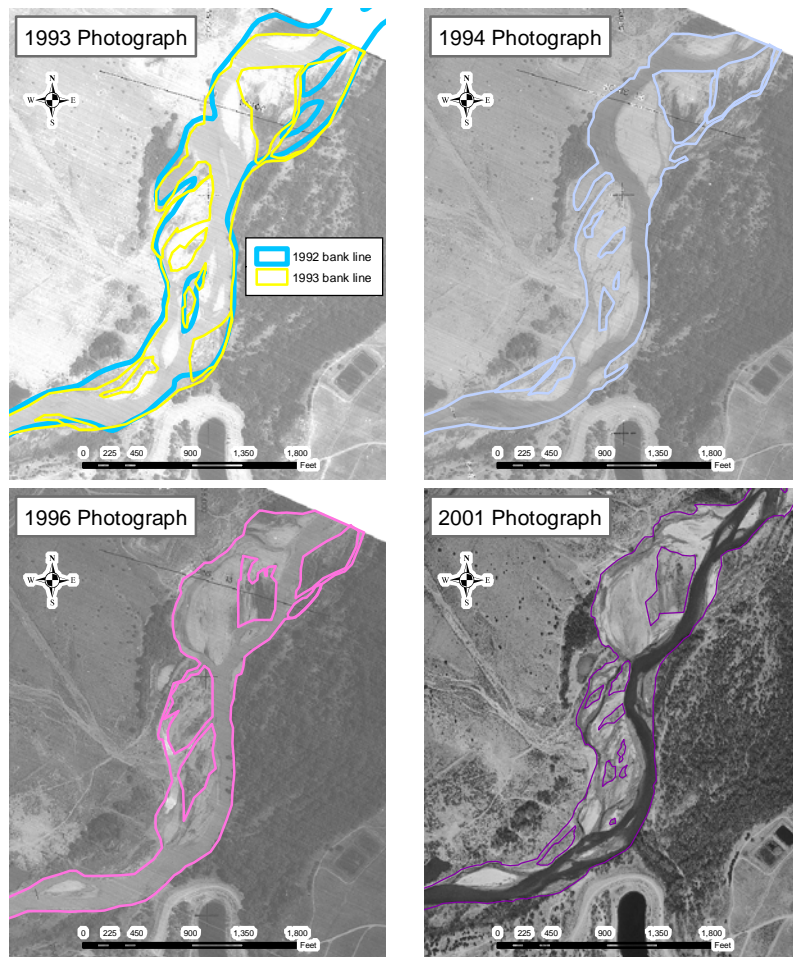 1993 Photograph
N
W E
S
1992 bank line
1993 bank line
0 225 450 900 1,350 1,800
Feet
1994 Photograph
N
W E
S
0 225 450 900 1,350 1,800
Feet
1996 Photograph
N
W E
S
0 225 450 900 1,350 1,800
Feet
2001 Photograph
N
W E
S
0 225 450 900 1,350 1,800
Feet